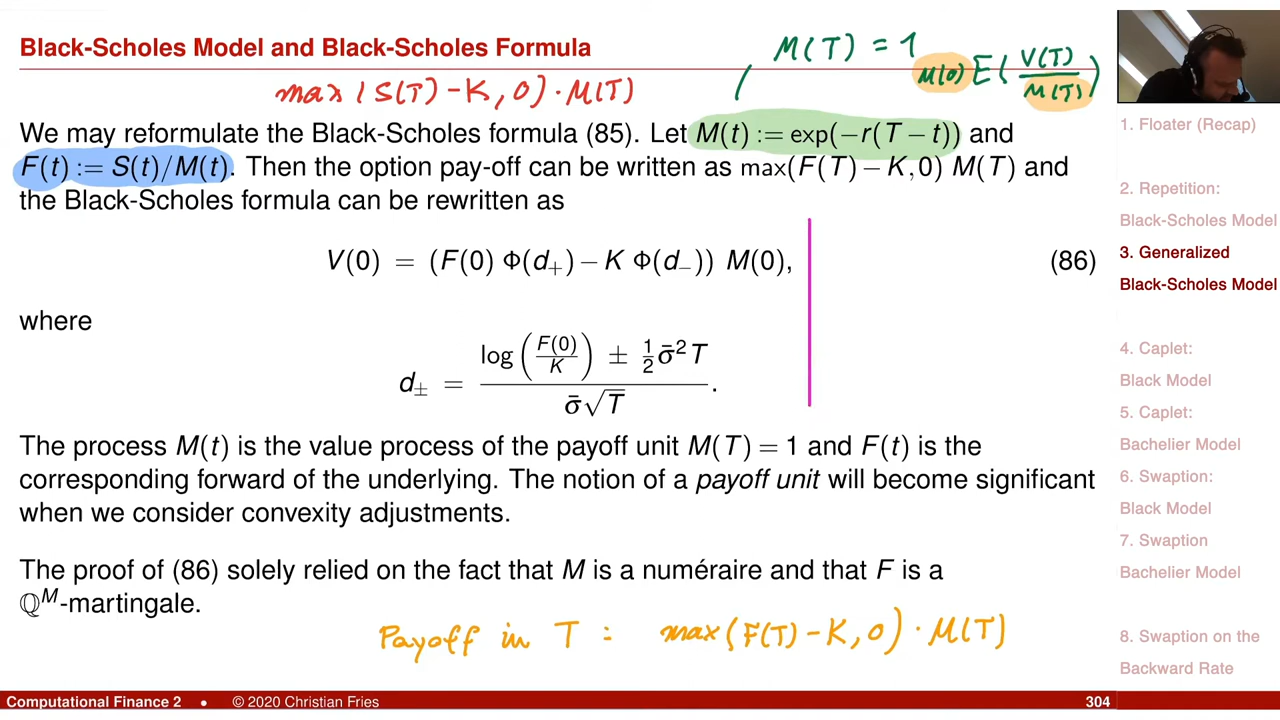 Black-Scholes Model and Black-Scholes Formula
M(T) = 1
max(S(T) - K, 0) · M(T)
( M(0) E( V(T) / M(T) )
We may reformulate the Black-Scholes formula (85). Let M(t) := exp(−r(T − t)) and
F(t) := S(t)/M(t). Then the option pay-off can be written as max(F(T) − K, 0) M(T) and
the Black-Scholes formula can be rewritten as
V(0) = (F(0) Φ(d₊) − K Φ(d₋)) M(0), (86)
where
d± = (log(F(0)/K) ± ½ σ̄² T) / (σ̄√T).
The process M(t) is the value process of the payoff unit M(T) = 1 and F(t) is the
corresponding forward of the underlying. The notion of a payoff unit will become significant
when we consider convexity adjustments.
The proof of (86) solely relied on the fact that M is a numéraire and that F is a
ℚᴹ-martingale.
Payoff in T : max(F(T) - K, 0) · M(T)
1. Floater (Recap)
2. Repetition:
Black-Scholes Model
3. Generalized
Black-Scholes Model
4. Caplet:
Black Model
5. Caplet:
Bachelier Model
6. Swaption:
Black Model
7. Swaption
Bachelier Model
8. Swaption on the
Backward Rate
Computational Finance 2 • © 2020 Christian Fries 304